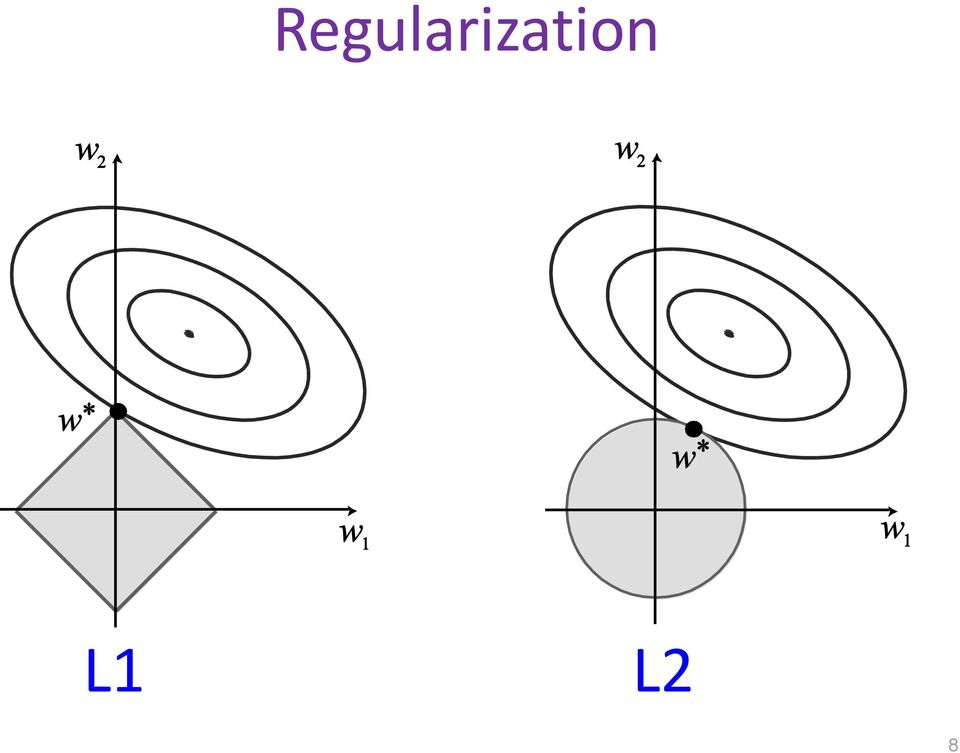 Regularization
w₂
w₂
w*
w*
w₁
w₁
L1
L2
8